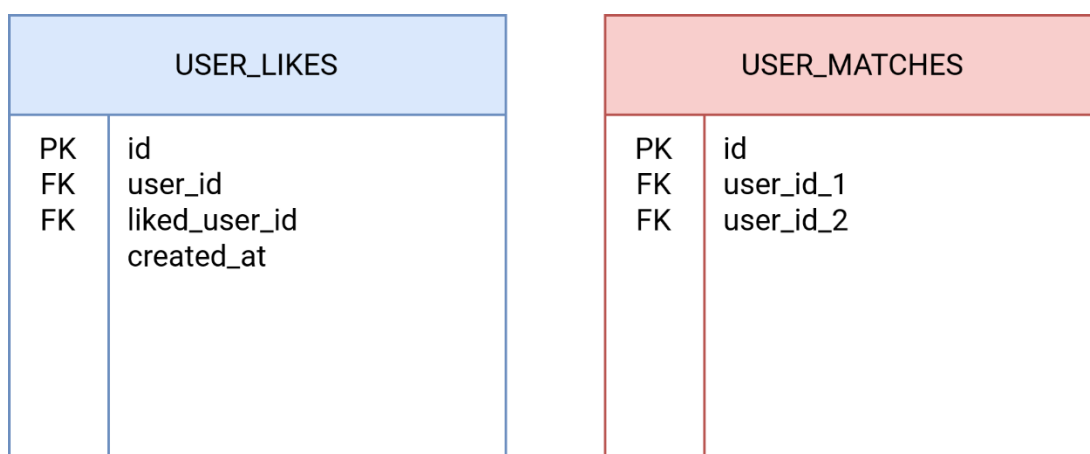 USER_LIKES
PK id
FK user_id
FK liked_user_id
created_at
USER_MATCHES
PK id
FK user_id_1
FK user_id_2